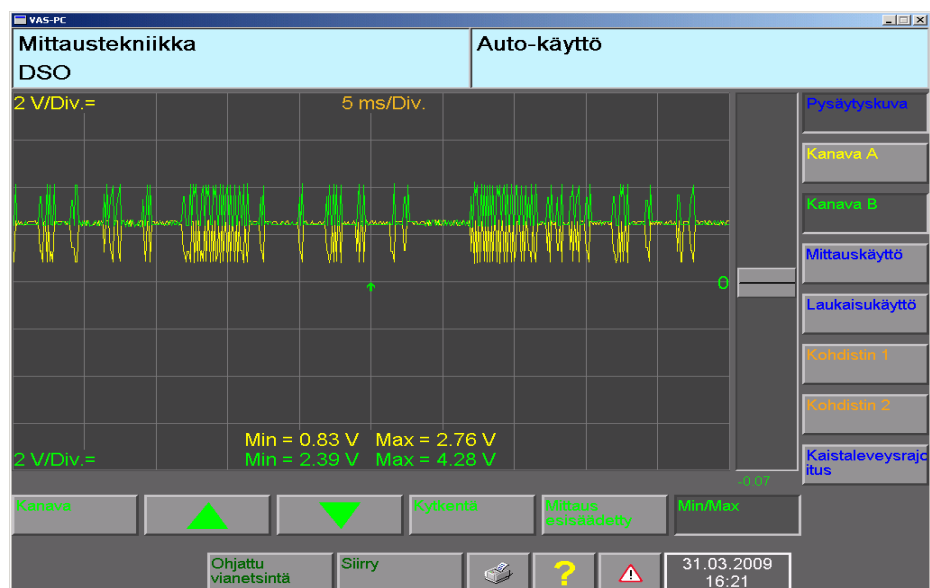 VAS-PC
Mittaustekniikka
DSO
Auto-käyttö
2 V/Div.=
5 ms/Div.
0
Min = 0.83 V Max = 2.76 V
2 V/Div.=
Min = 2.39 V Max = 4.28 V
-0.07
Pysäytyskuva
Kanava A
Kanava B
Mittauskäyttö
Laukaisukäyttö
Kohdistin 1
Kohdistin 2
Kaistaleveysrajo
itus
Kanava
Kytkentä
Mittaus
esisäädetty
Min/Max
Ohjattu
vianetsintä
Siirry
?
31.03.2009
16:21